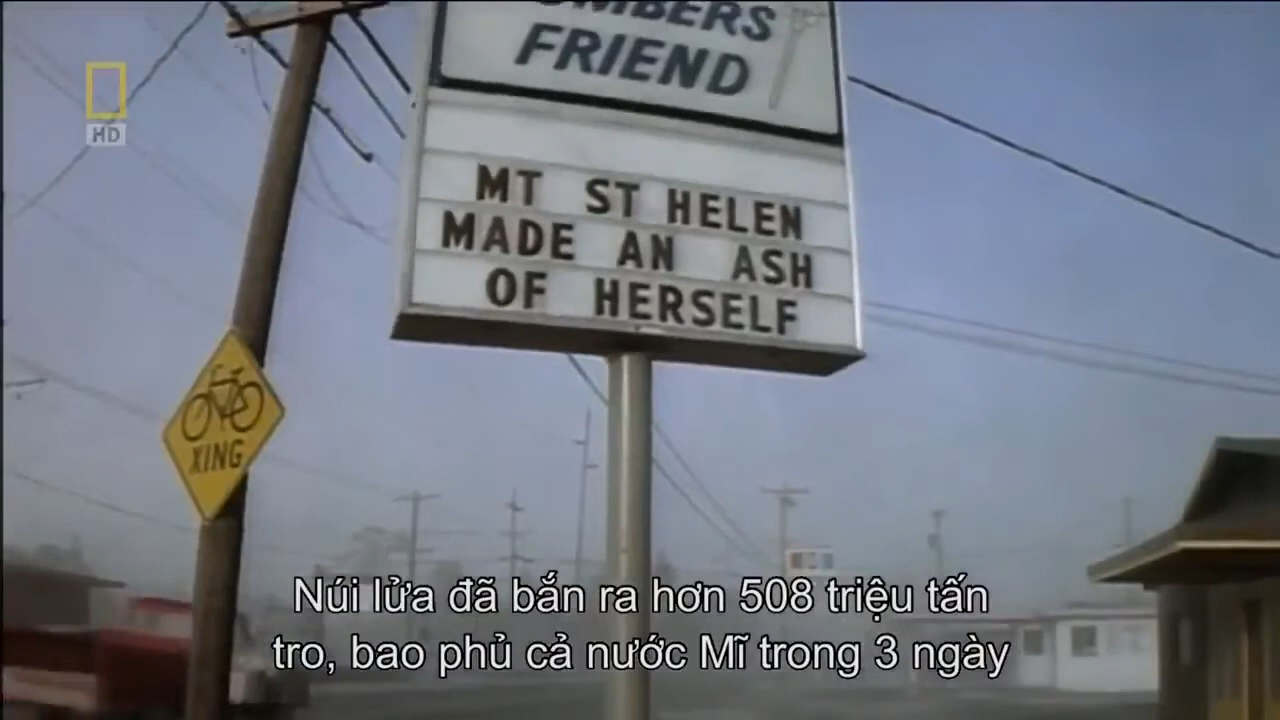 FRIEND
HD
MT ST HELEN
MADE AN ASH
OF HERSELF
XING
Núi lửa đã bắn ra hơn 508 triệu tấn
tro, bao phủ cả nước Mĩ trong 3 ngày